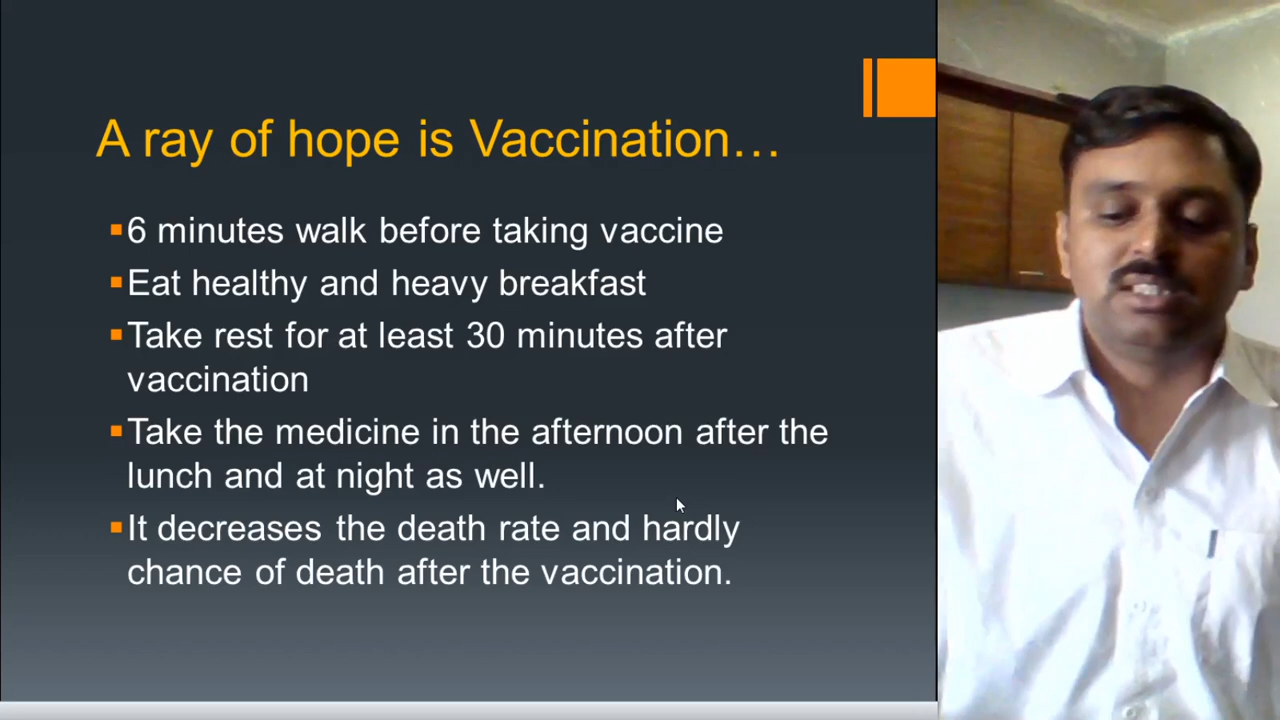 A ray of hope is Vaccination…
6 minutes walk before taking vaccine
Eat healthy and heavy breakfast
Take rest for at least 30 minutes after
vaccination
Take the medicine in the afternoon after the
lunch and at night as well.
It decreases the death rate and hardly
chance of death after the vaccination.